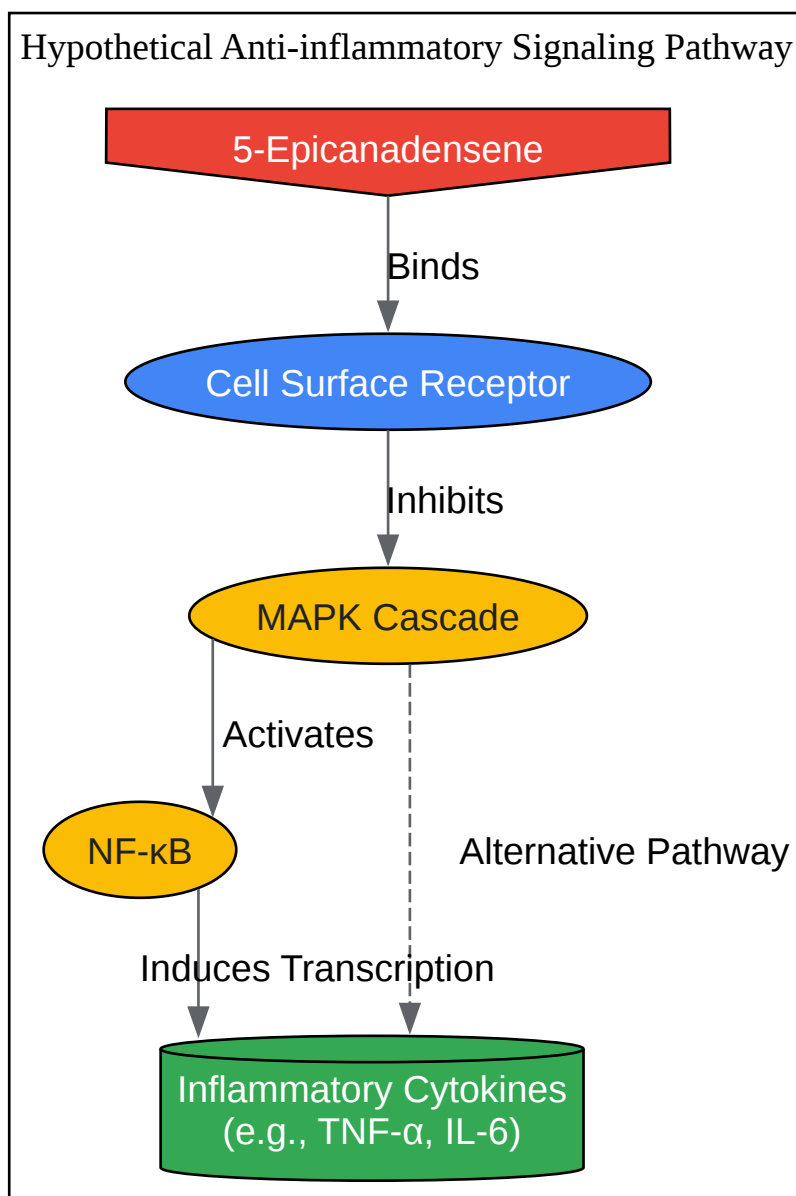 Hypothetical Anti-inflammatory Signaling Pathway
5-Epicanadensene
Binds
Cell Surface Receptor
Inhibits
MAPK Cascade
Activates
NF-κB
Alternative Pathway
Induces Transcription
Inflammatory Cytokines
(e.g., TNF-α, IL-6)